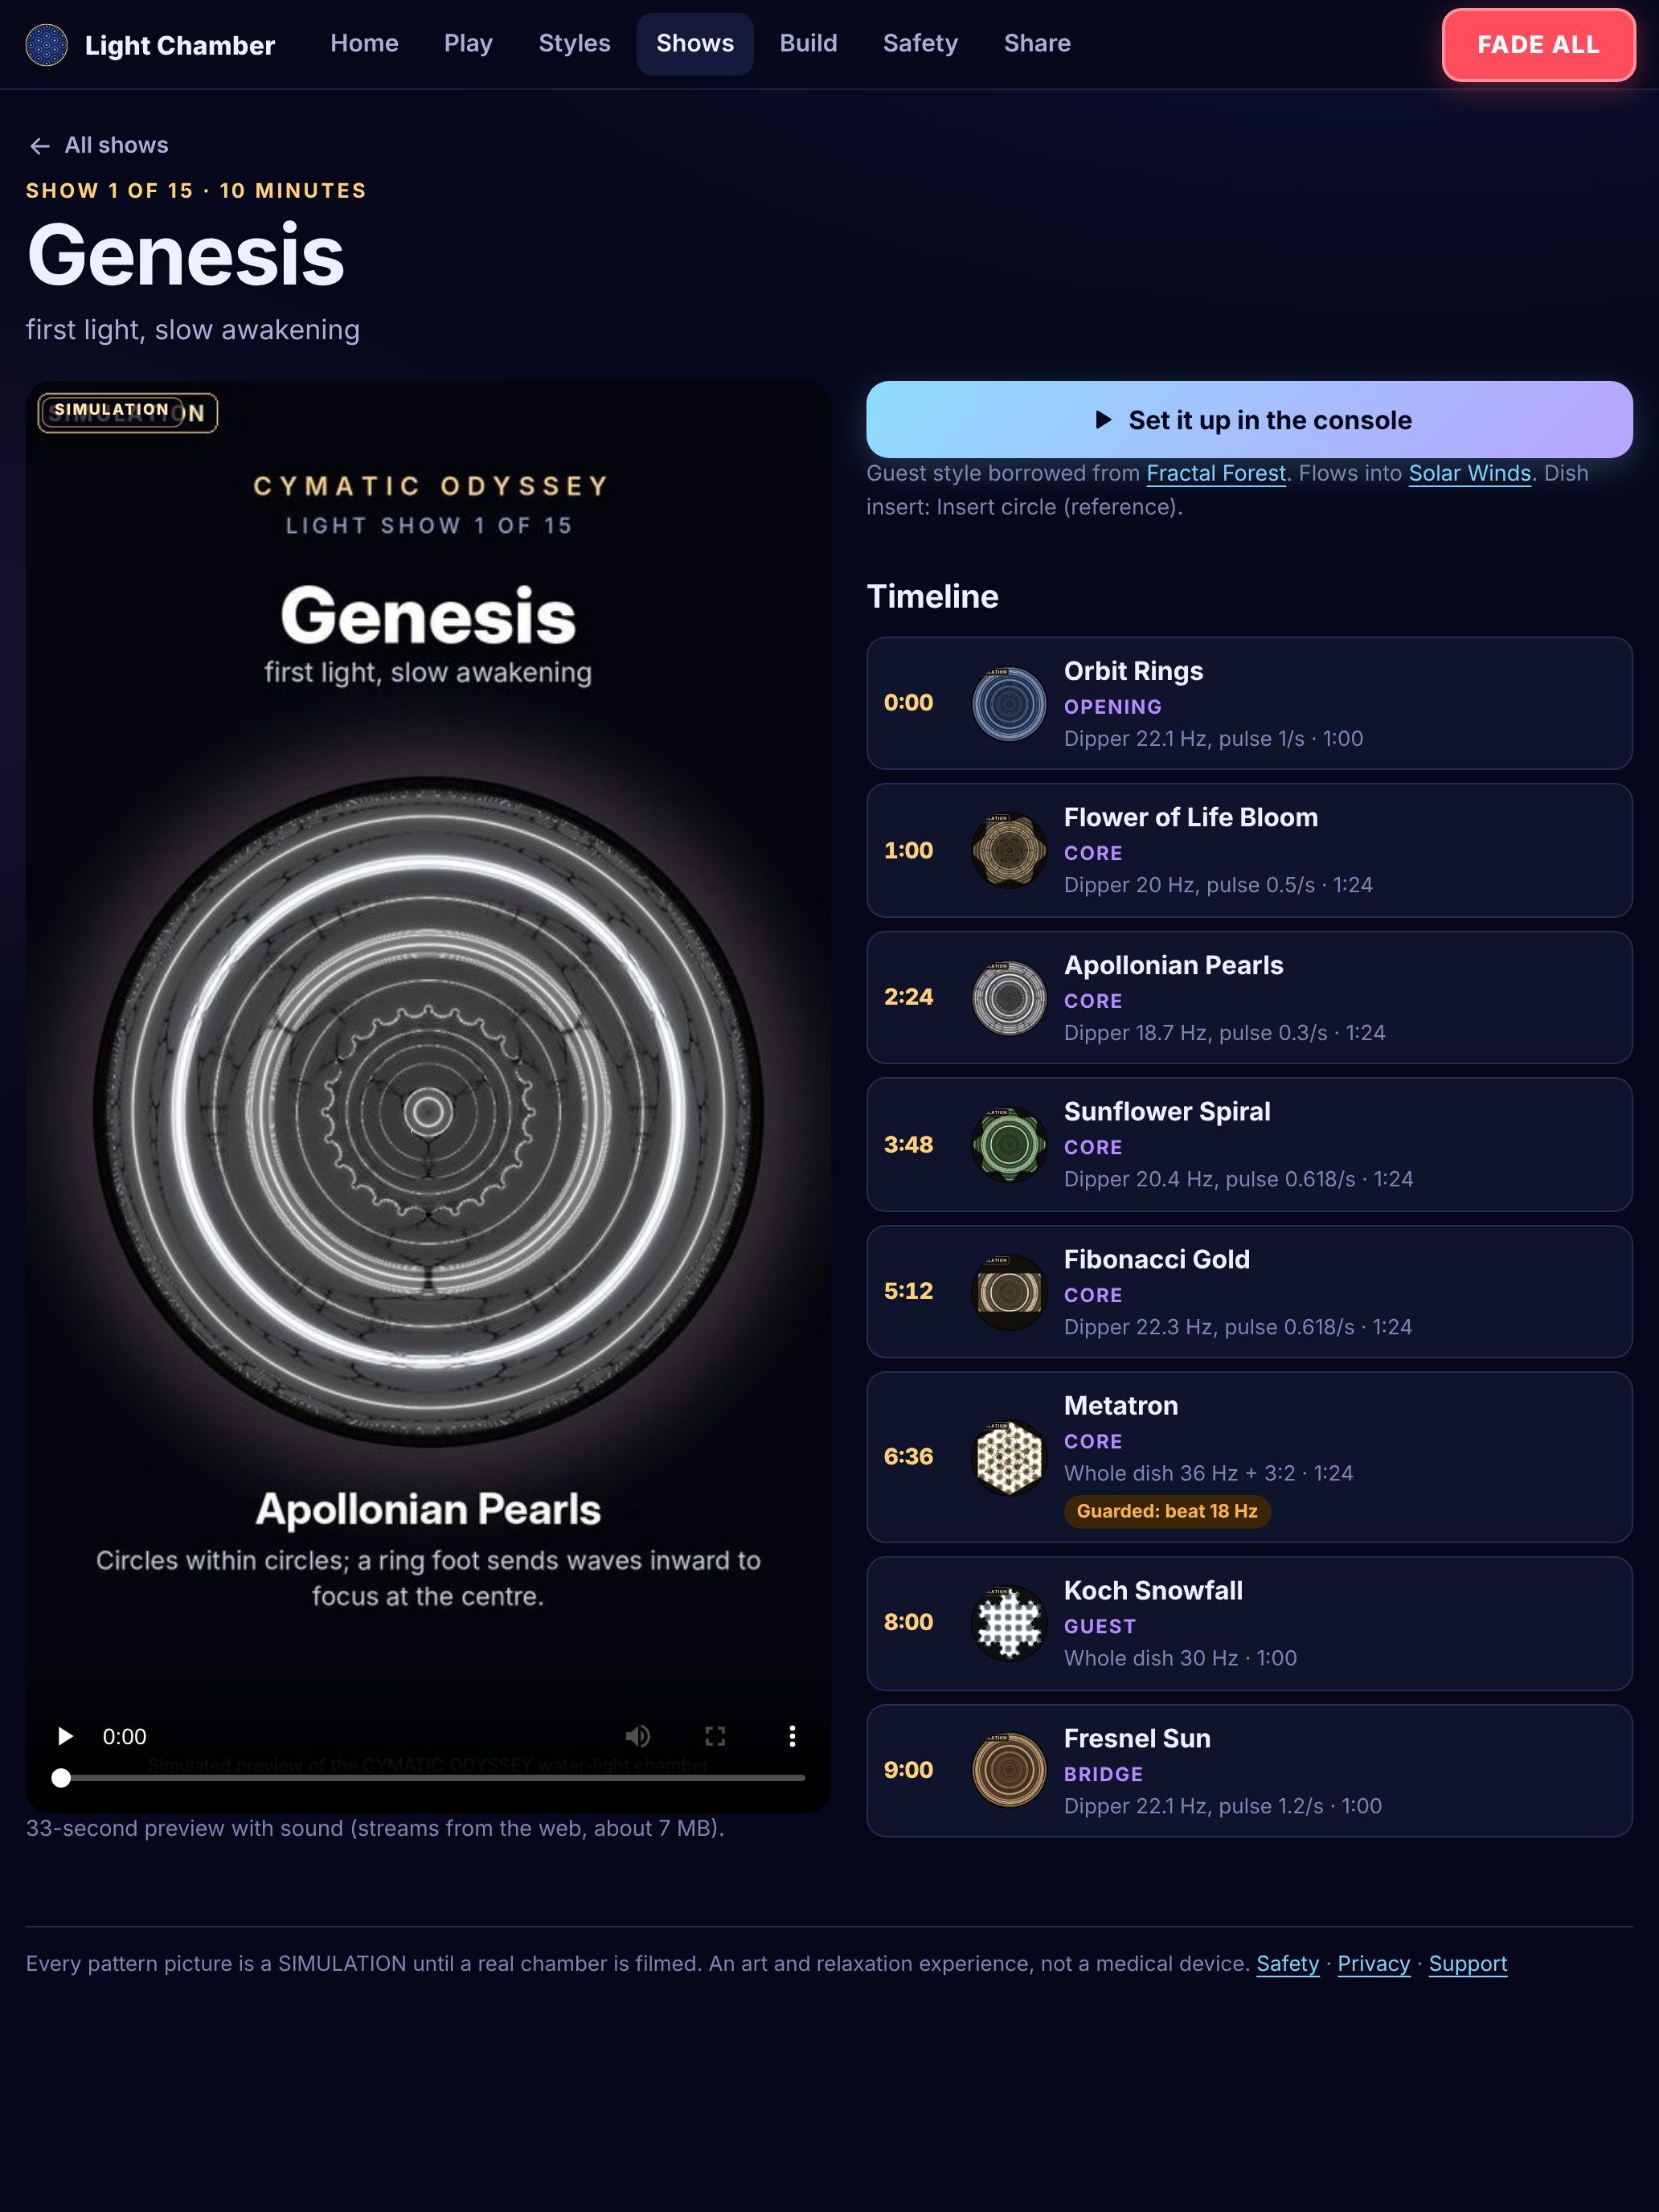 Light Chamber
Home
Play
Styles
Shows
Build
Safety
Share
FADE ALL
← All shows
SHOW 1 OF 15 · 10 MINUTES
Genesis
first light, slow awakening
SIMULATION
CYMATIC ODYSSEY
LIGHT SHOW 1 OF 15
Genesis
first light, slow awakening
Apollonian Pearls
Circles within circles; a ring foot sends waves inward to
focus at the centre.
0:00
Simulated preview of the CYMATIC ODYSSEY water-light chamber
33-second preview with sound (streams from the web, about 7 MB).
Set it up in the console
Guest style borrowed from Fractal Forest. Flows into Solar Winds. Dish
insert: Insert circle (reference).
Timeline
0:00
Orbit Rings
OPENING
Dipper 22.1 Hz, pulse 1/s · 1:00
1:00
Flower of Life Bloom
CORE
Dipper 20 Hz, pulse 0.5/s · 1:24
2:24
Apollonian Pearls
CORE
Dipper 18.7 Hz, pulse 0.3/s · 1:24
3:48
Sunflower Spiral
CORE
Dipper 20.4 Hz, pulse 0.618/s · 1:24
5:12
Fibonacci Gold
CORE
Dipper 22.3 Hz, pulse 0.618/s · 1:24
6:36
Metatron
CORE
Whole dish 36 Hz + 3:2 · 1:24
Guarded: beat 18 Hz
8:00
Koch Snowfall
GUEST
Whole dish 30 Hz · 1:00
9:00
Fresnel Sun
BRIDGE
Dipper 22.1 Hz, pulse 1.2/s · 1:00
Every pattern picture is a SIMULATION until a real chamber is filmed. An art and relaxation experience, not a medical device. Safety · Privacy · Support